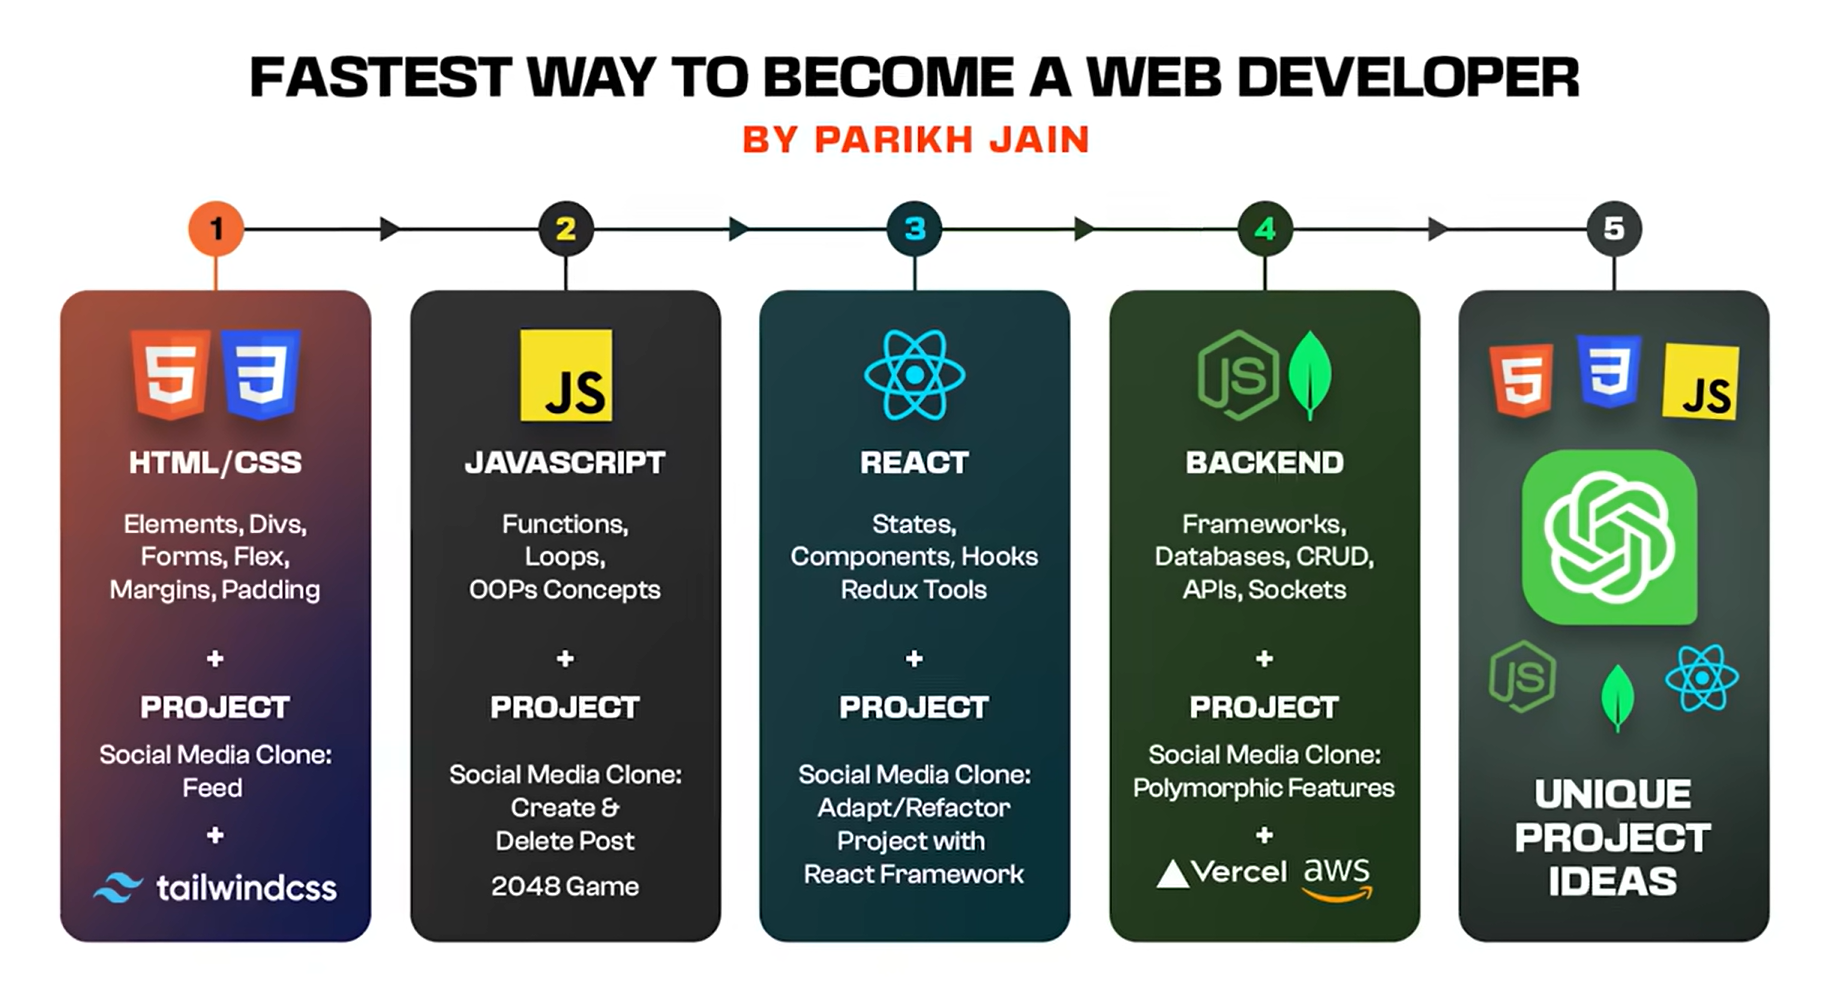 FASTEST WAY TO BECOME A WEB DEVELOPER
BY PARIKH JAIN
1
2
3
4
5
JS
HTML/CSS
Elements, Divs,
Forms, Flex,
Margins, Padding
+
PROJECT
Social Media Clone:
Feed
+
tailwindcss
JAVASCRIPT
Functions,
Loops,
OOPs Concepts
+
PROJECT
Social Media Clone:
Create &
Delete Post
2048 Game
REACT
States,
Components, Hooks
Redux Tools
+
PROJECT
Social Media Clone:
Adapt/Refactor
Project with
React Framework
JS
BACKEND
Frameworks,
Databases, CRUD,
APIs, Sockets
+
PROJECT
Social Media Clone:
Polymorphic Features
+
Vercel aws
JS
JS
UNIQUE
PROJECT
IDEAS